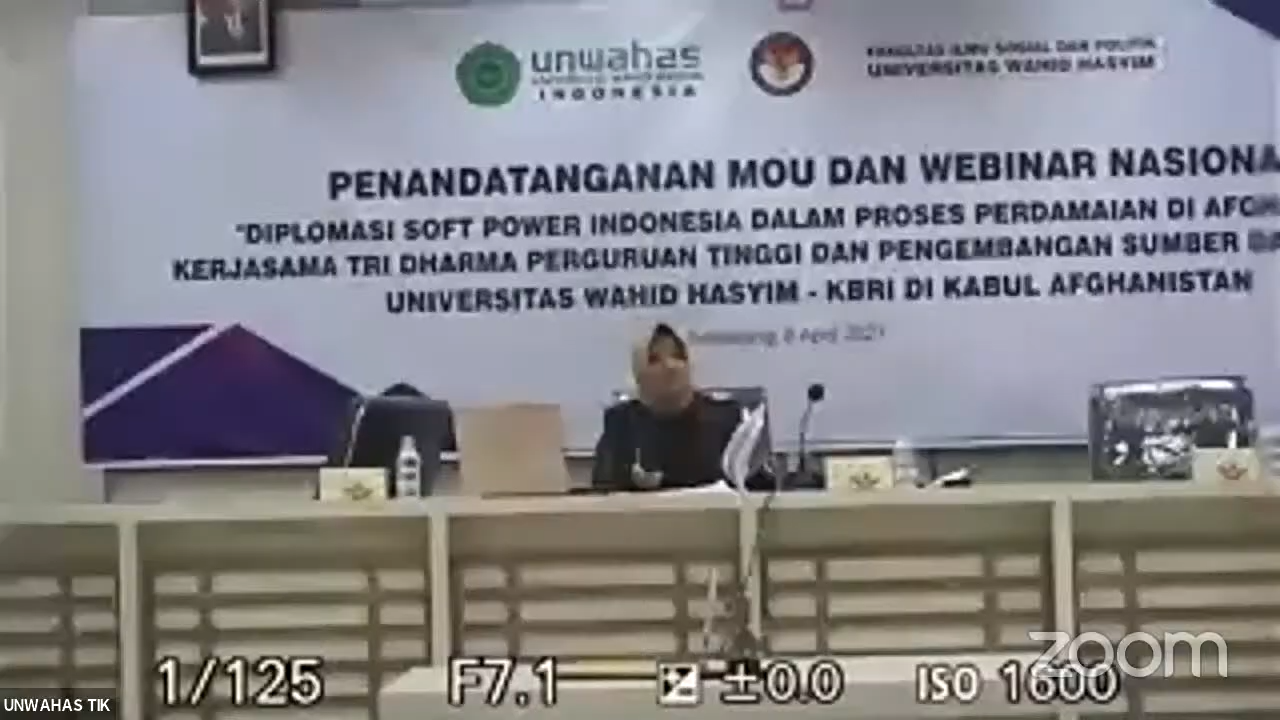 unwahas
INDONESIA
FAKULTAS ILMU SOSIAL DAN POLITIK
UNIVERSITAS WAHID HASYIM
PENANDATANGANAN MOU DAN WEBINAR NASIONA
"DIPLOMASI SOFT POWER INDONESIA DALAM PROSES PERDAMAIAN DI AFGH
KERJASAMA TRI DHARMA PERGURUAN TINGGI DAN PENGEMBANGAN SUMBER
UNIVERSITAS WAHID HASYIM - KBRI DI KABUL AFGHANISTAN
8 April 2021
zoom
1/125 F7.1 ±0.0 ISO 1600
UNWAHAS TIK